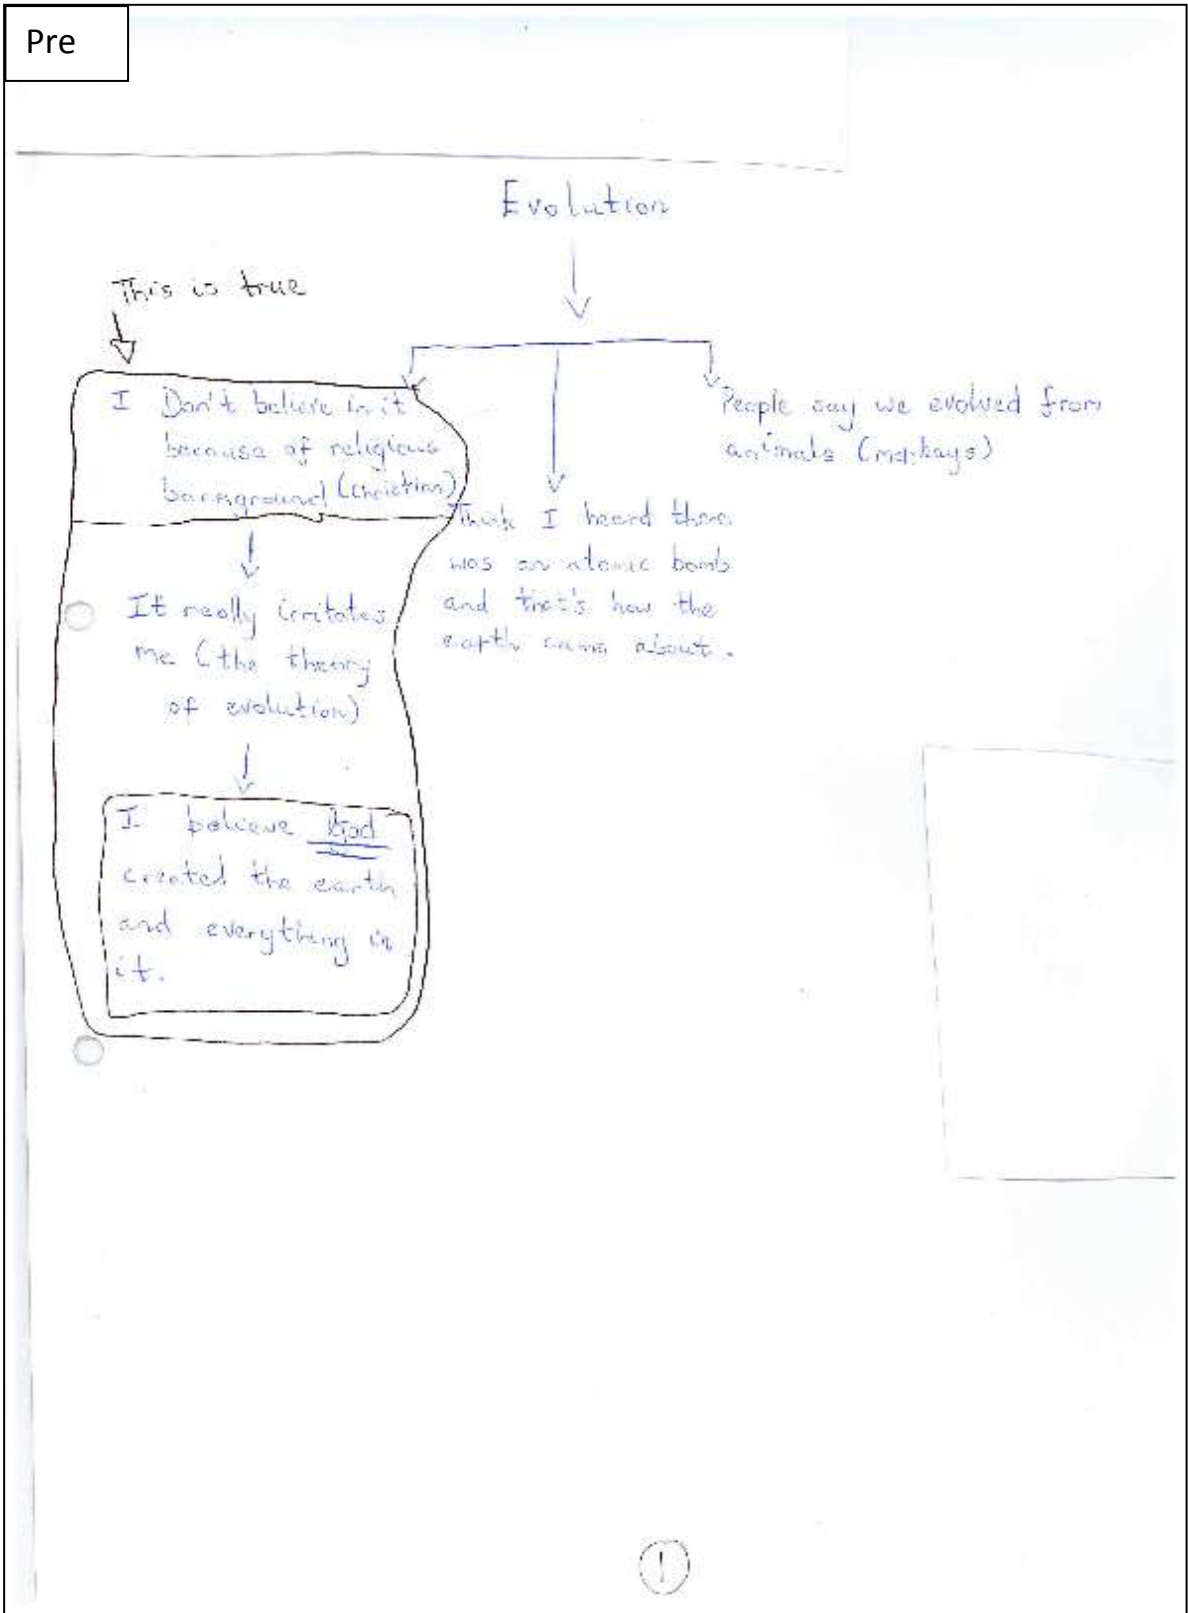 Pre
Evolution
This is true
I Don't believe in it
because of religious
background (Christian)
It really irritates
me (the theory
of evolution)
I believe God
created the earth
and everything in
it.
Think I heard there
was an atomic bomb
and that's how the
earth came about.
People say we evolved from
animals (monkays)
1